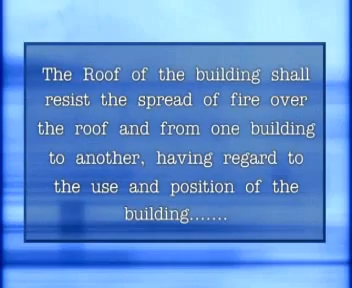 The Roof of the building shall
resist the spread of fire over
the roof and from one building
to another, having regard to
the use and position of the
building.......